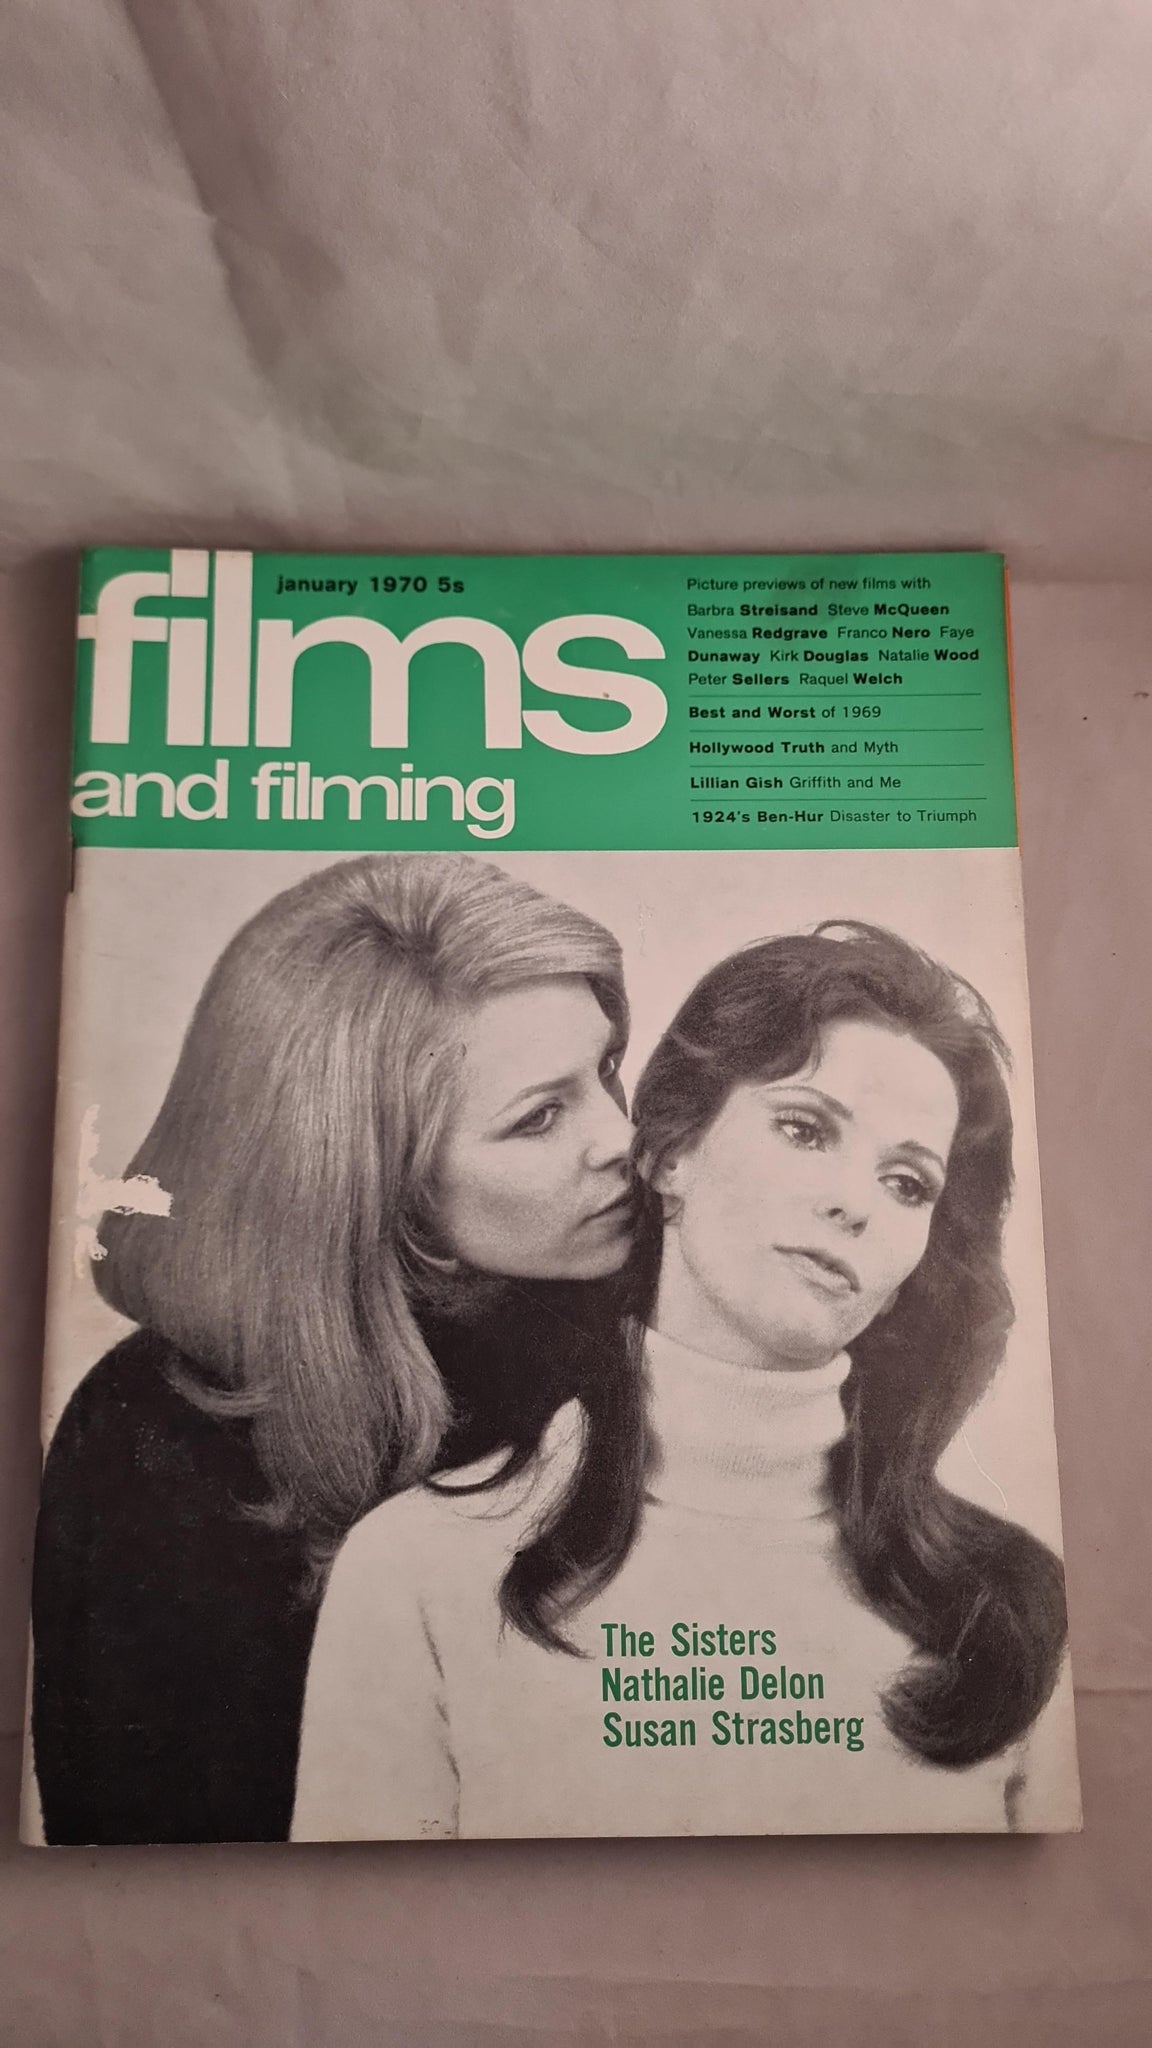 films
january 1970 5s
and filming
Picture previews of new films with
Barbra Streisand Steve McQueen
Vanessa Redgrave Franco Nero Faye
Dunaway Kirk Douglas Natalie Wood
Peter Sellers Raquel Welch
Best and Worst of 1969
Hollywood Truth and Myth
Lillian Gish Griffith and Me
1924's Ben-Hur Disaster to Triumph
The Sisters
Nathalie Delon
Susan Strasberg